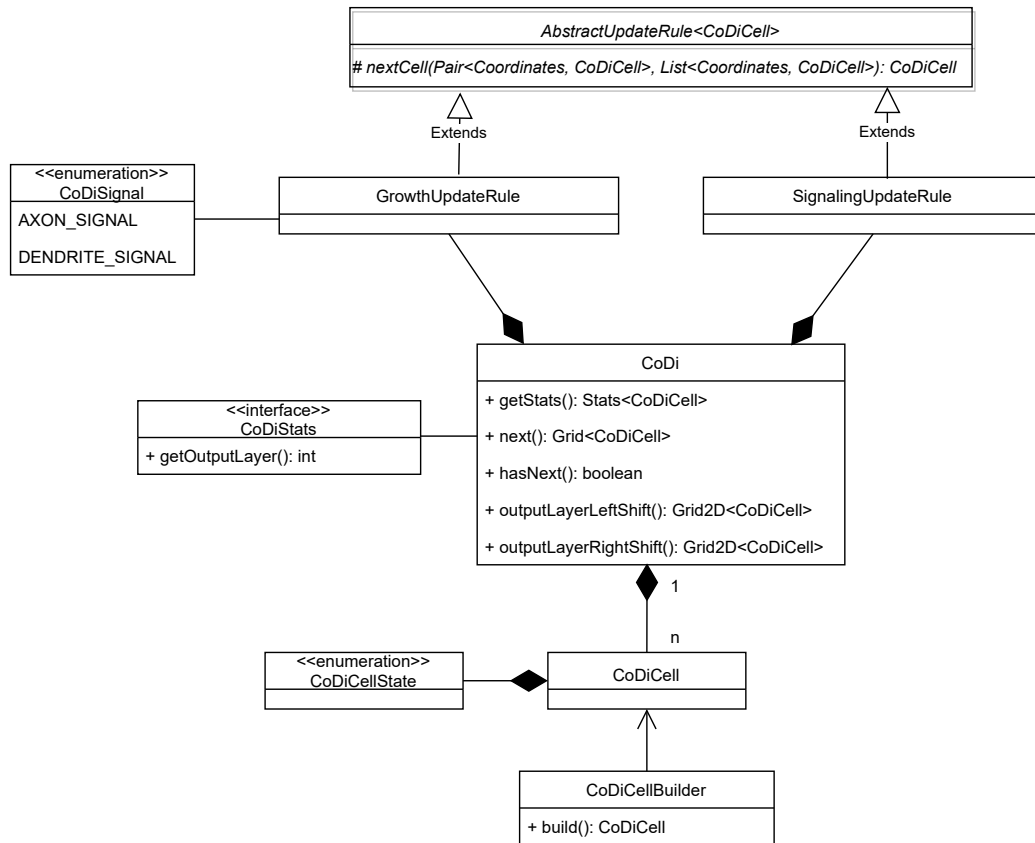 AbstractUpdateRule<CoDiCell>
# nextCell(Pair<Coordinates, CoDiCell>, List<Coordinates, CoDiCell>): CoDiCell
Extends
Extends
<<enumeration>>
CoDiSignal
AXON_SIGNAL
DENDRITE_SIGNAL
GrowthUpdateRule
SignalingUpdateRule
CoDi
+ getStats(): Stats<CoDiCell>
+ next(): Grid<CoDiCell>
+ hasNext(): boolean
+ outputLayerLeftShift(): Grid2D<CoDiCell>
+ outputLayerRightShift(): Grid2D<CoDiCell>
<<interface>>
CoDiStats
+ getOutputLayer(): int
1
n
<<enumeration>>
CoDiCellState
CoDiCell
CoDiCellBuilder
+ build(): CoDiCell